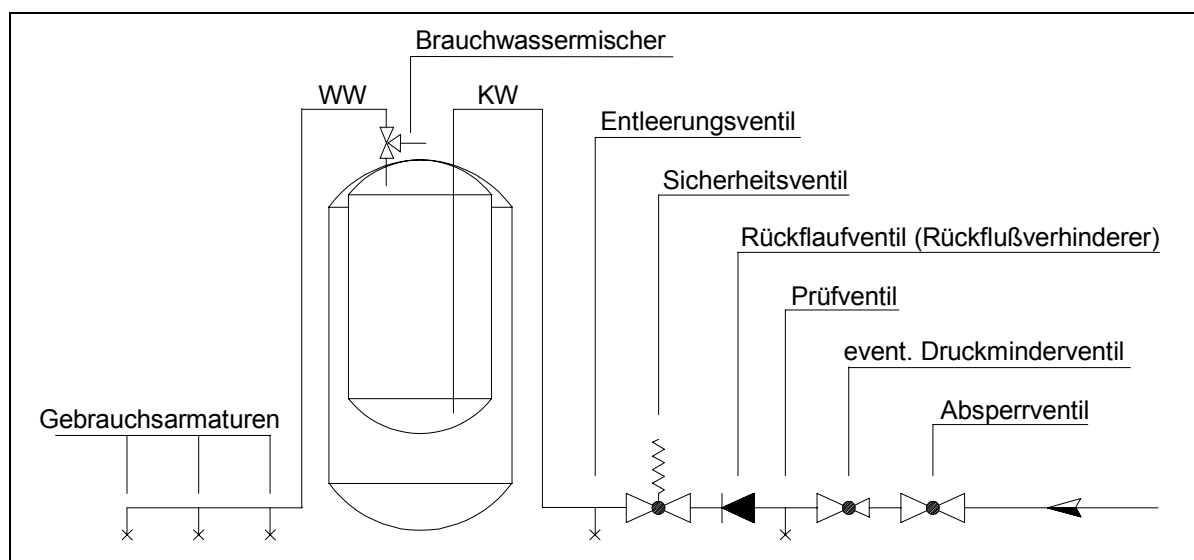 Brauchwassermischer
WW
KW
Entleerungsventil
Sicherheitsventil
Rückflaufventil (Rückflußverhinderer)
Prüfventil
event. Druckminderventil
Gebrauchsarmaturen
Absperrventil